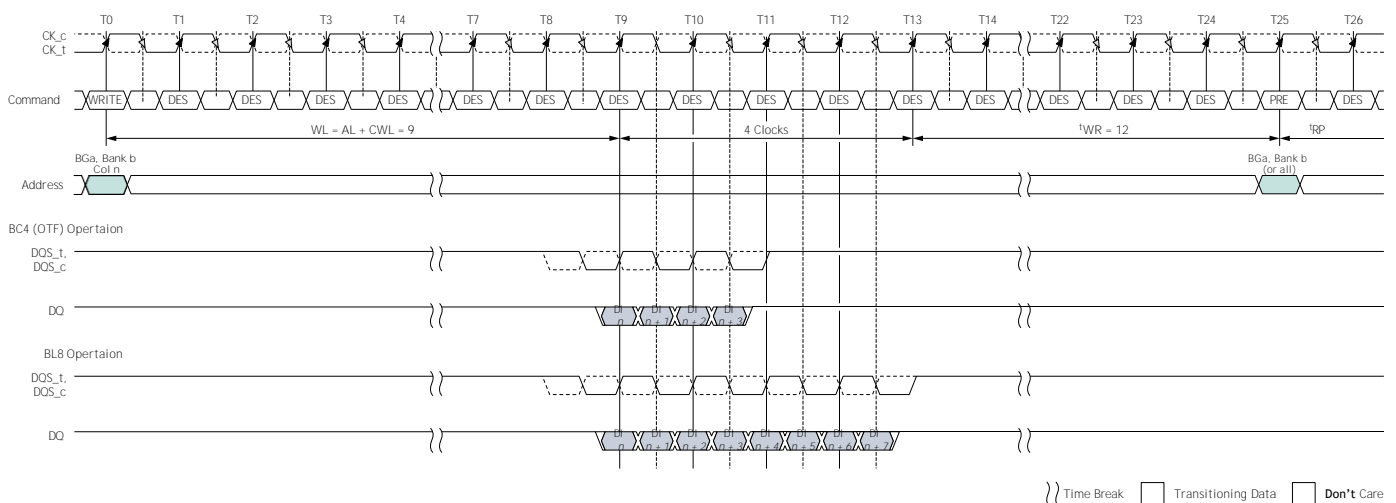 T0 T1 T2 T3 T4 T7 T8 T9 T10 T11 T12 T13 T14 T22 T23 T24 T25 T26
CK_c
CK_t
Command WRITE DES DES DES DES DES DES DES DES DES DES DES DES DES DES DES PRE DES
WL = AL + CWL = 9 4 Clocks tWR = 12 tRP
BGa, Bank b
Col n
BGa, Bank b
(or all)
Address
BC4 (OTF) Opertaion
DQS_t,
DQS_c
DQ
DI DI DI DI
n n + 1 n + 2 n + 3
BL8 Opertaion
DQS_t,
DQS_c
DQ
DI DI DI DI DI DI DI DI
n n + 1 n + 2 n + 3 n + 4 n + 5 n + 6 n + 7
Time Break Transitioning Data Don't Care